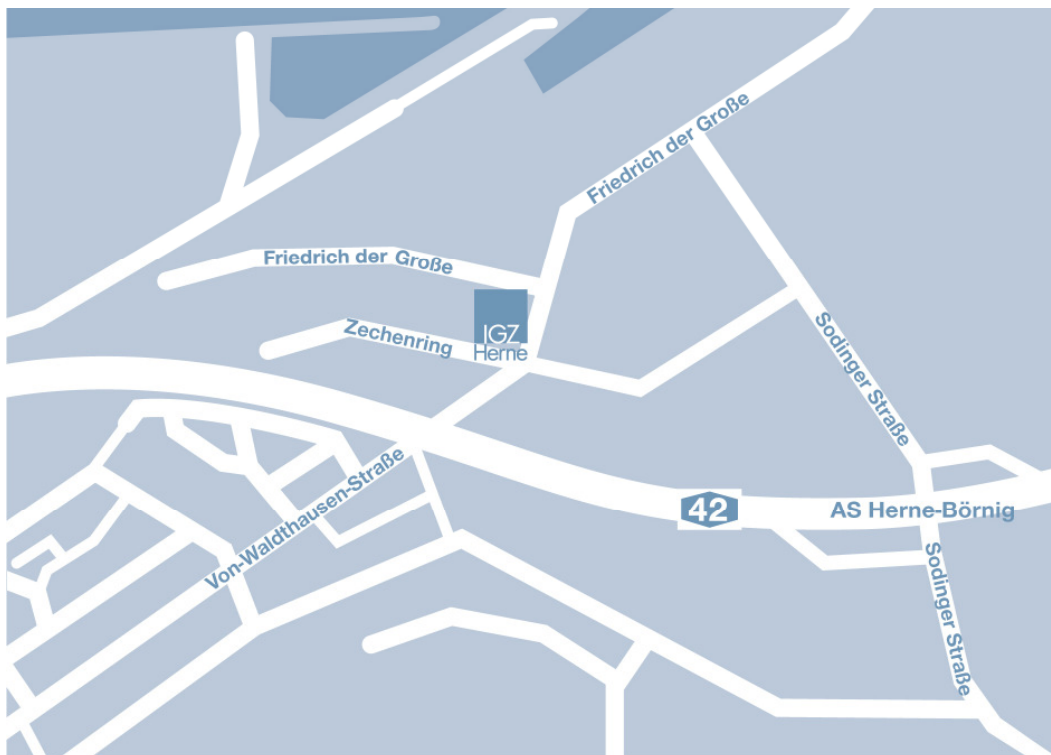 Friedrich der Große
Friedrich der Große
Zechenring
IGZ
Herne
Sodinger Straße
Von-Waldthausen-Straße
42
AS Herne-Börnig
Sodinger Straße